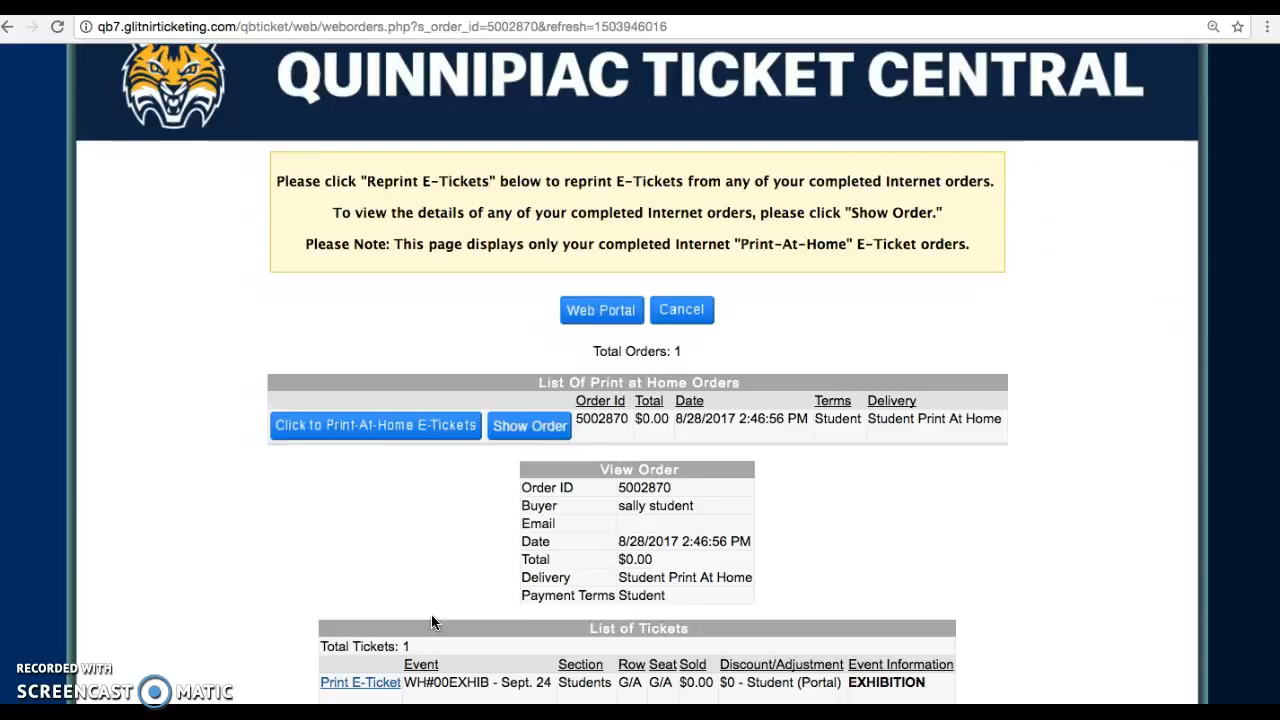 qb7.glitnirticketing.com/qbticket/web/weborders.php?s_order_id=5002870&refresh=1503946016
QUINNIPIAC TICKET CENTRAL
Please click "Reprint E-Tickets" below to reprint E-Tickets from any of your completed Internet orders.
To view the details of any of your completed Internet orders, please click "Show Order."
Please Note: This page displays only your completed Internet "Print-At-Home" E-Ticket orders.
Web Portal Cancel
Total Orders: 1
List Of Print at Home Orders
Order Id Total Date Terms Delivery
Click to Print-At-Home E-Tickets Show Order 5002870 $0.00 8/28/2017 2:46:56 PM Student Student Print At Home
View Order
Order ID 5002870
Buyer sally student
Email
Date 8/28/2017 2:46:56 PM
Total $0.00
Delivery Student Print At Home
Payment Terms Student
List of Tickets
Total Tickets: 1
Event Section Row Seat Sold Discount/Adjustment Event Information
Print E-Ticket WH#00EXHIB - Sept. 24 Students G/A G/A $0.00 $0 - Student (Portal) EXHIBITION
RECORDED WITH
SCREENCAST MATIC